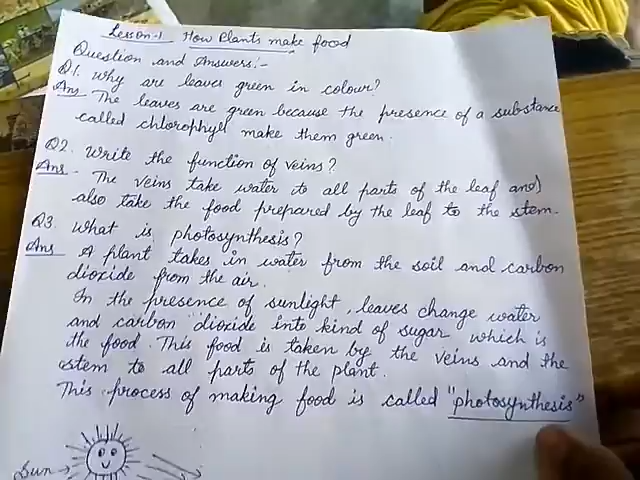 Lesson-1 How Plants make food
Question and Answers:-
Q1. Why are leaves green in colour?
Ans The leaves are green because the presence of a substance
called chlorophyll make them green.
Q2. Write the function of veins?
Ans. The veins take water to all parts of the leaf and
also take the food prepared by the leaf to the stem.
Q3. What is photosynthesis?
Ans A plant takes in water from the soil and carbon
dioxide from the air.
In the presence of sunlight, leaves change water
and carbon dioxide into kind of sugar which is
the food. This food is taken by the veins and the
stem to all parts of the plant.
This process of making food is called "photosynthesis"
Sun